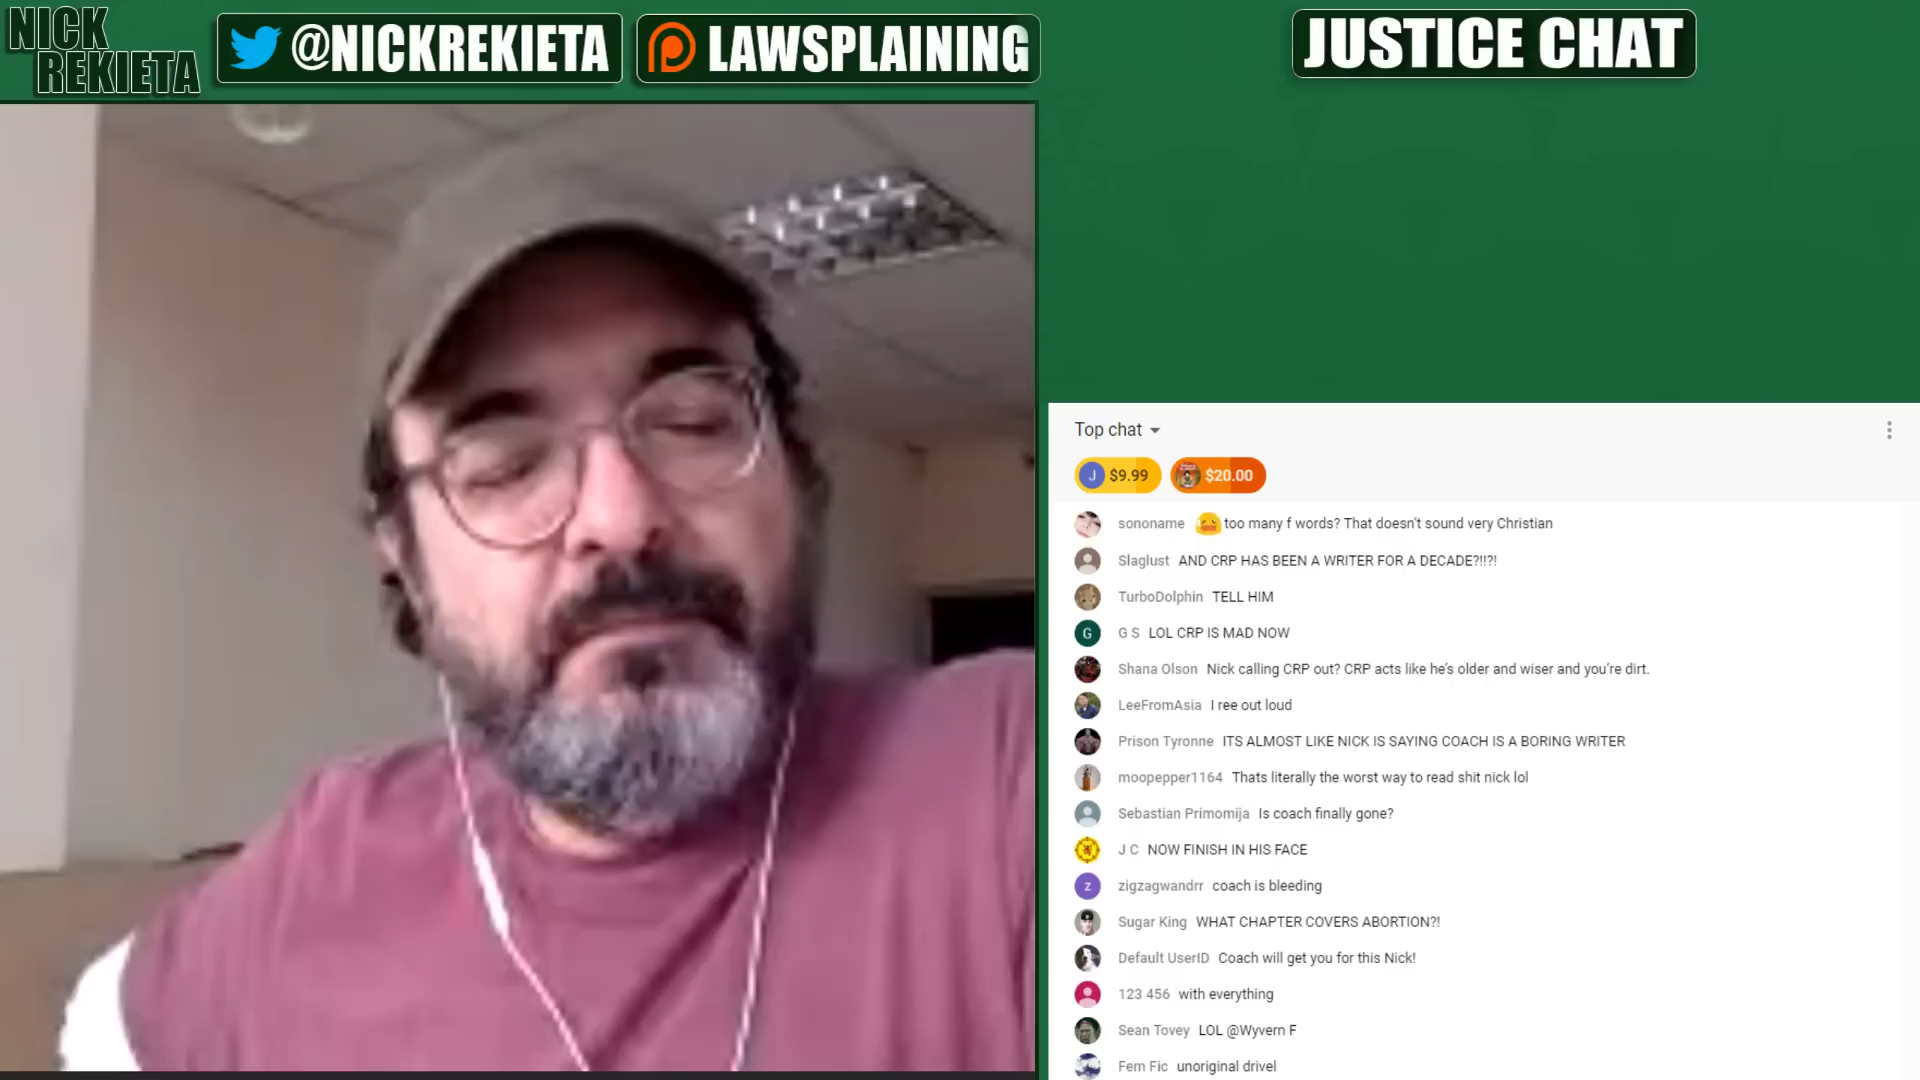 NICK
REKIETA
@NICKREKIETA
LAWSPLAINING
JUSTICE CHAT
Top chat
J $9.99 $20.00
sononame too many f words? That doesn't sound very Christian
Slaglust AND CRP HAS BEEN A WRITER FOR A DECADE?!!?!
TurboDolphin TELL HIM
G G S LOL CRP IS MAD NOW
Shana Olson Nick calling CRP out? CRP acts like he's older and wiser and you're dirt.
LeeFromAsia I ree out loud
Prison Tyronne ITS ALMOST LIKE NICK IS SAYING COACH IS A BORING WRITER
moopepper1164 Thats literally the worst way to read shit nick lol
Sebastian Primomija Is coach finally gone?
J C NOW FINISH IN HIS FACE
z zigzagwandrr coach is bleeding
Sugar King WHAT CHAPTER COVERS ABORTION?!
Default UserID Coach will get you for this Nick!
123 456 with everything
Sean Tovey LOL @Wyvern F
Fem Fic unoriginal drivel